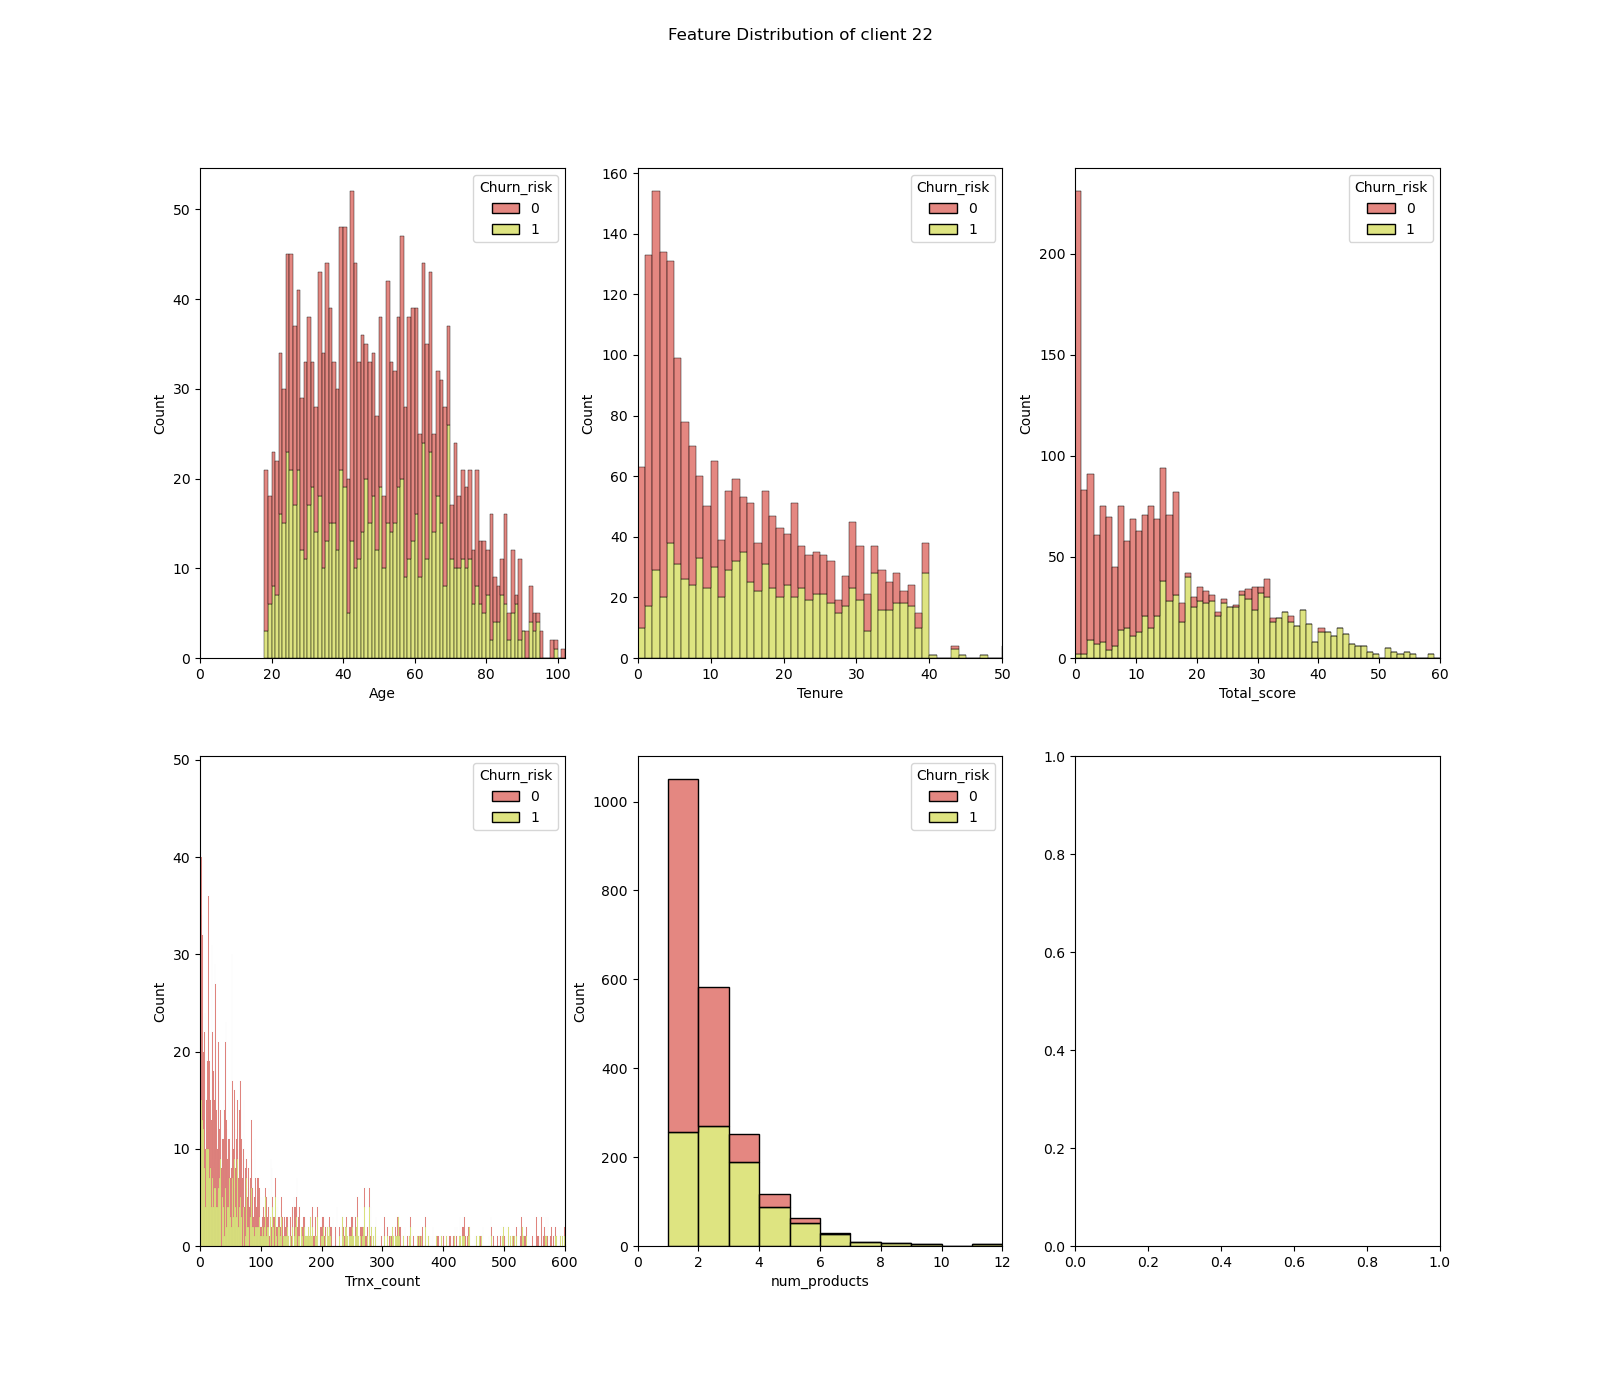 Feature Distribution of client 22
Churn_risk
0
1
50
40
30
20
10
0
Count
0 20 40 60 80 100
Age
Churn_risk
0
1
160
140
120
100
80
60
40
20
0
Count
0 10 20 30 40 50
Tenure
Churn_risk
0
1
200
150
100
50
0
Count
0 10 20 30 40 50 60
Total_score
Churn_risk
0
1
50
40
30
20
10
0
Count
0 100 200 300 400 500 600
Trnx_count
Churn_risk
0
1
1000
800
600
400
200
0
Count
0 2 4 6 8 10 12
num_products
1.0
0.8
0.6
0.4
0.2
0.0
0.0 0.2 0.4 0.6 0.8 1.0